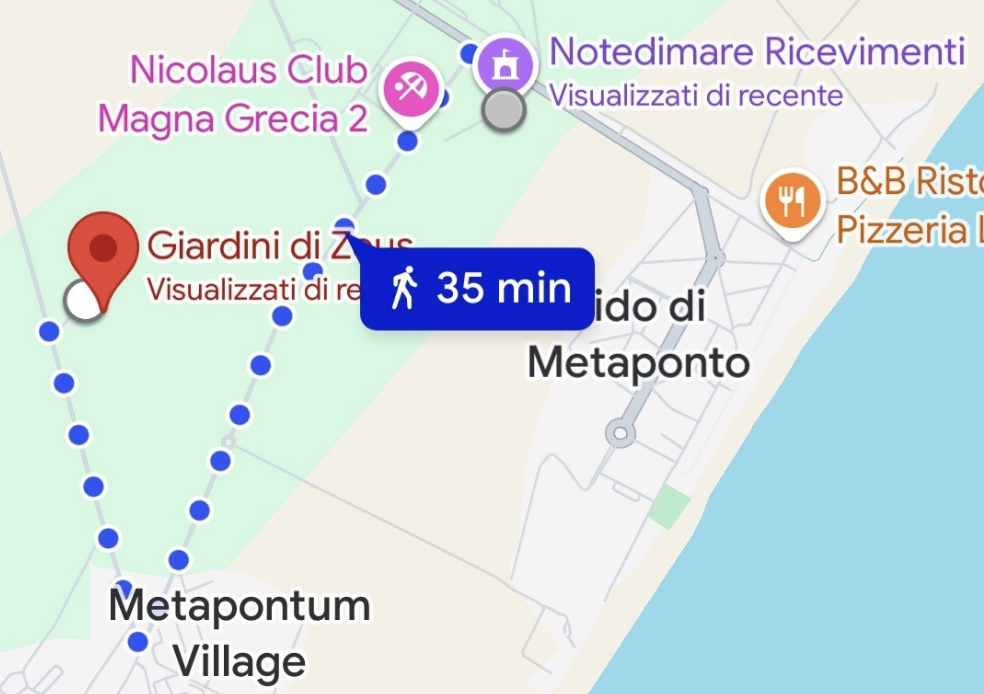 Nicolaus Club
Magna Grecia 2
Notedimare Ricevimenti
Visualizzati di recente
B&B Risto
Pizzeria L
Giardini di Zeus
Visualizzati di re
35 min
ido di
Metaponto
Metapontum
Village